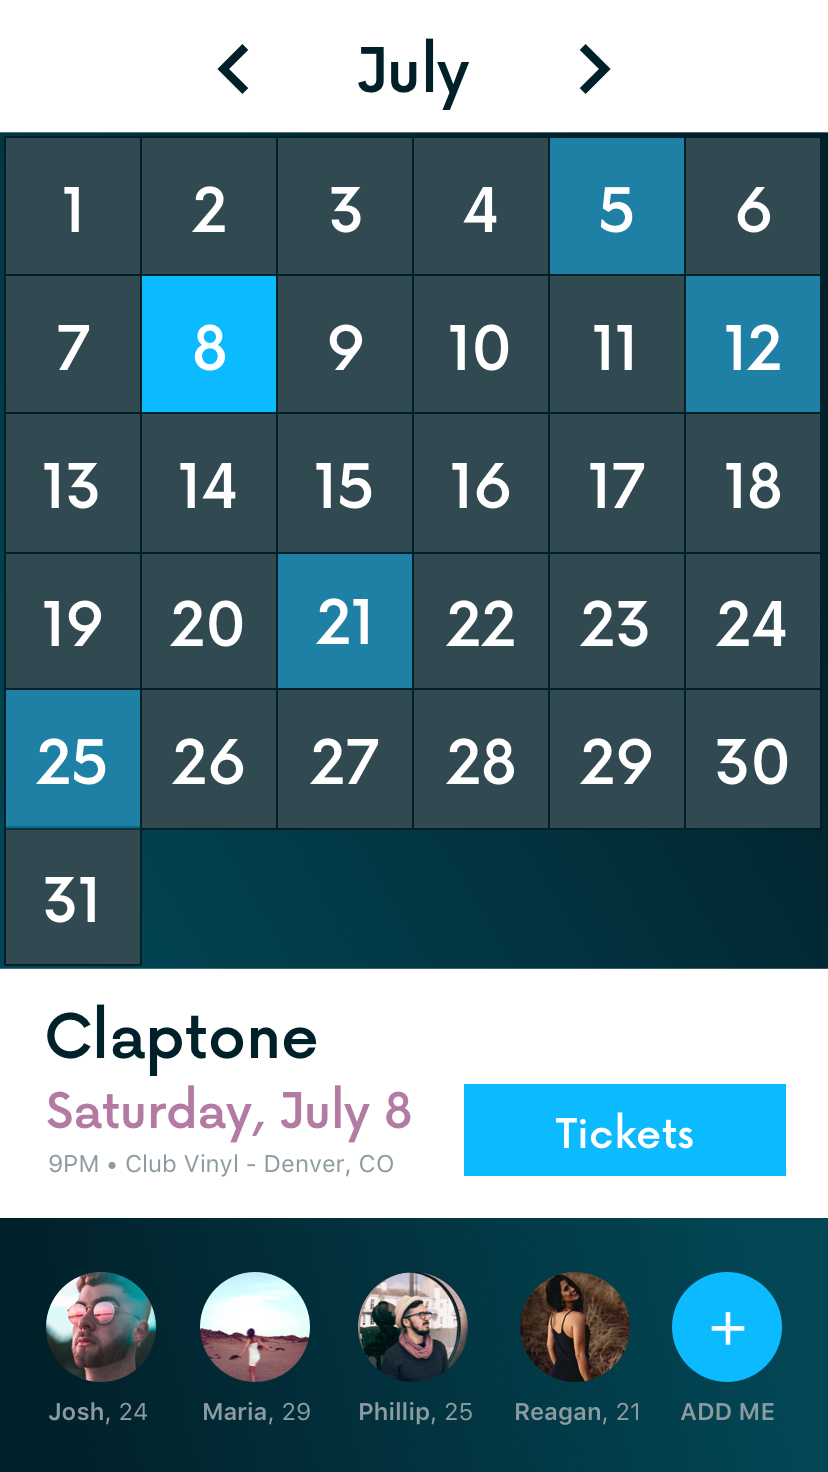 July
1 2 3 4 5 6
7 8 9 10 11 12
13 14 15 16 17 18
19 20 21 22 23 24
25 26 27 28 29 30
31
Claptone
Saturday, July 8
9PM • Club Vinyl - Denver, CO
Tickets
Josh, 24
Maria, 29
Phillip, 25
Reagan, 21
ADD ME